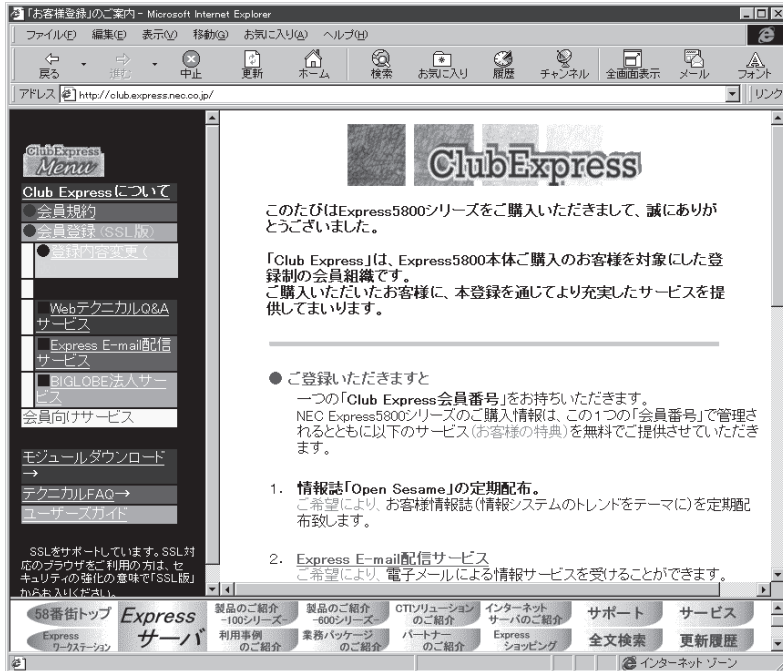 「お客様登録」のご案内 - Microsoft Internet Explorer
ファイル(F) 編集(E) 表示(V) 移動(G) お気に入り(A) ヘルプ(H)
戻る 進む 中止 更新 ホーム 検索 お気に入り 履歴 チャンネル 全画面表示 メール フォント
アドレス http://club.express.nec.co.jp/ リンク
ClubExpress
Menu
Club Expressについて
●会員規約
●会員登録 (SSL版)
●登録内容変更 (
■WebテクニカルQ&A
サービス
■Express E-mail配信
サービス
■BIGLOBE法人サー
ビス
会員向けサービス
モジュールダウンロード
→
テクニカルFAQ→
ユーザーズガイド
SSLをサポートしています。SSL対
応のブラウザをご利用の方は、セ
キュリティの強化の意味で「SSL版」
からお入りください。
ClubExpress
このたびはExpress5800シリーズをご購入いただきまして、誠にありが
とうございました。
「Club Express」は、Express5800本体ご購入のお客様を対象にした登
録制の会員組織です。
ご購入いただいたお客様に、本登録を通じてより充実したサービスを提
供してまいります。
● ご登録いただきますと
一つの「Club Express会員番号」をお持ちいただきます。
NEC Express5800シリーズのご購入情報は、この1つの「会員番号」で管理さ
れるとともに以下のサービス(お客様の特典)を無料でご提供させていただき
ます。
1. 情報誌「Open Sesame」の定期配布。
ご希望により、お客様情報誌(情報システムのトレンドをテーマに)を定期配
布致します。
2. Express E-mail配信サービス
ご希望により、電子メールによる情報サービスを受けることができます。
58番街トップ Express サーバ 製品のご紹介 -100シリーズ- 製品のご紹介 -600シリーズ- CTIソリューション のご紹介 インターネット サーバのご紹介 サポート サービス
Express ワークステーション 利用事例 のご紹介 業務パッケージ のご紹介 パートナー のご紹介 Express ショッピング 全文検索 更新履歴
インターネット ゾーン